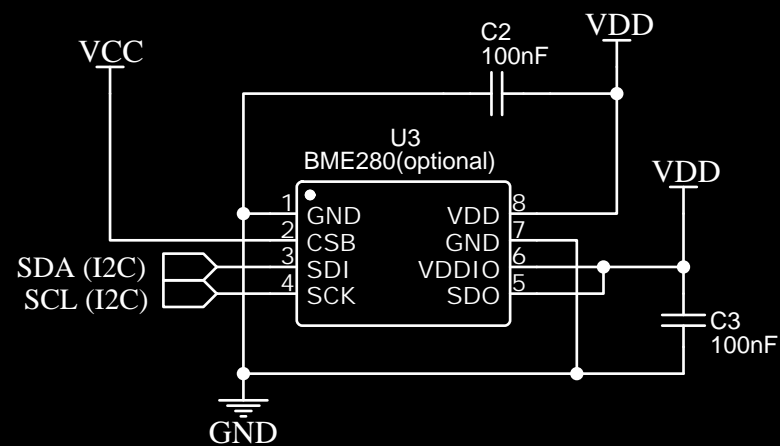 C2
100nF
VDD
VCC
U3
BME280(optional)
VDD
1 GND VDD 8
2 CSB GND 7
SDA (I2C) 3 SDI VDDIO 6
SCL (I2C) 4 SCK SDO 5
C3
100nF
GND